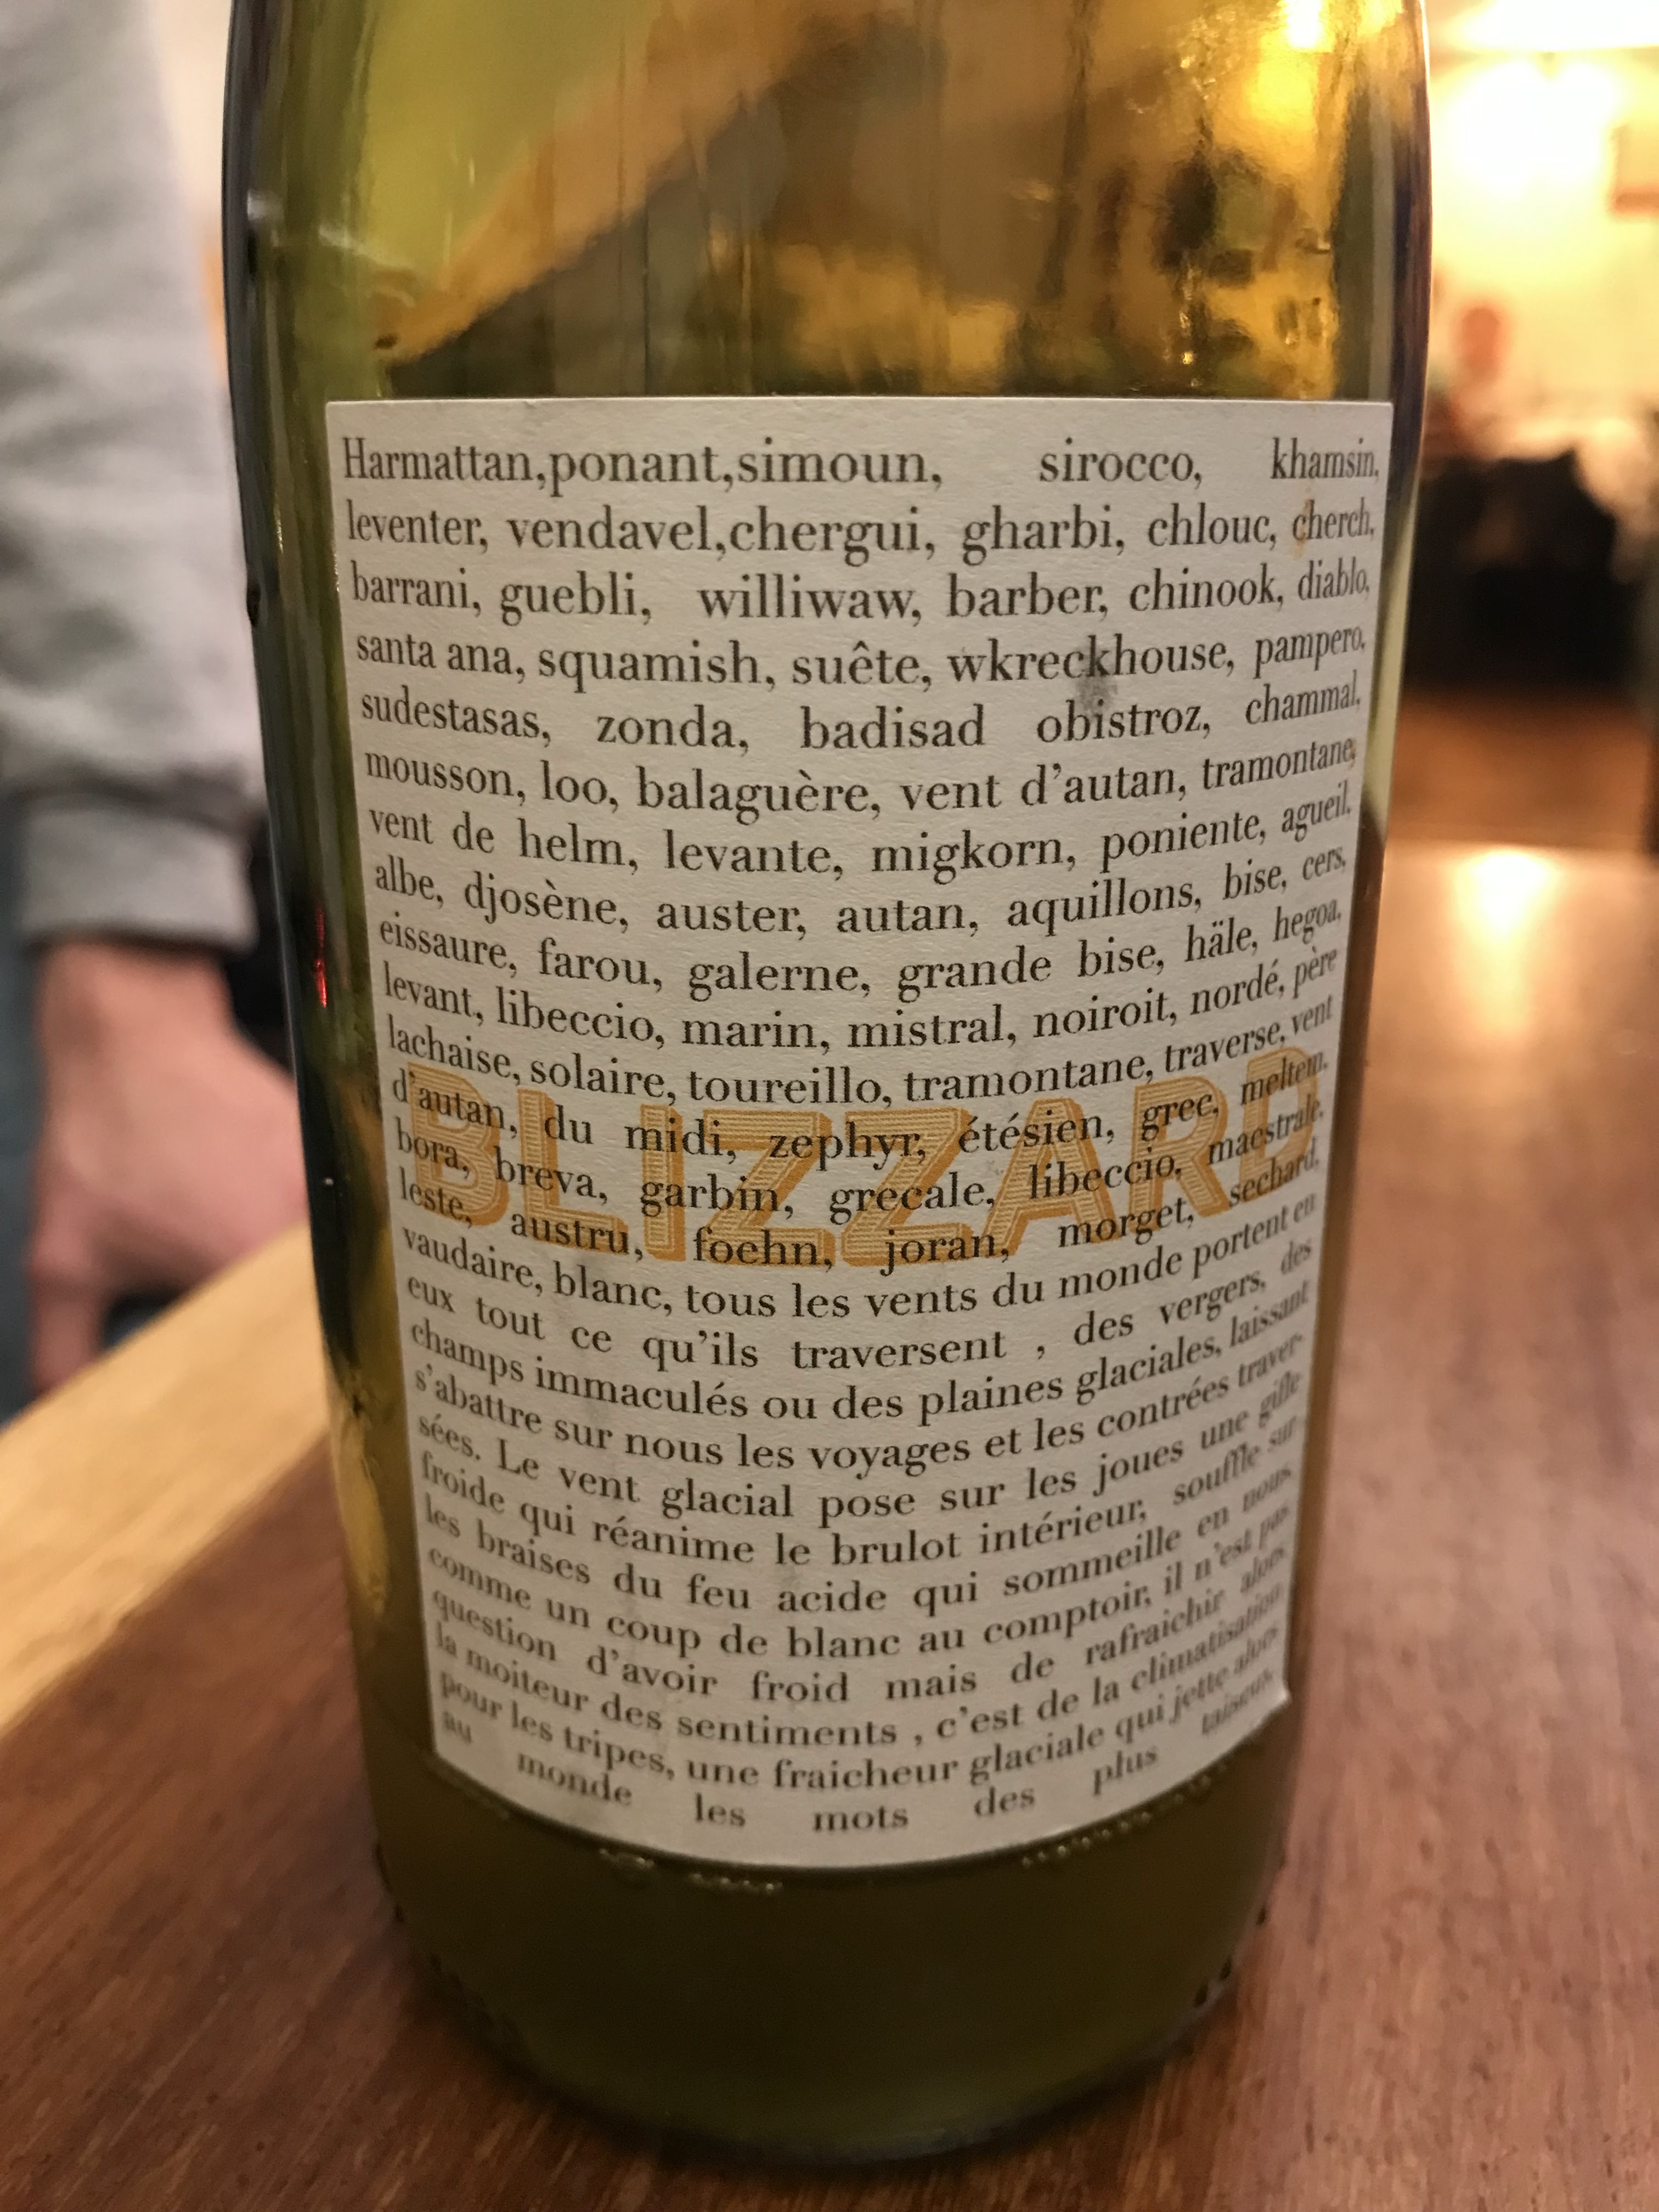 Harmattan,ponant,simoun, sirocco, khamsin,
leventer, vendavel,chergui, gharbi, chlouc, cherch,
barrani, guebli, williwaw, barber, chinook, diablo,
santa ana, squamish, suête, wkreckhouse, pampero,
sudestasas, zonda, badisad obistroz, chammal,
mousson, loo, balaguère, vent d'autan, tramontane,
vent de helm, levante, migkorn, poniente, agueil,
albe, djosène, auster, autan, aquillons, bise, cers,
eissaure, farou, galerne, grande bise, häle, hegoa,
levant, libeccio, marin, mistral, noiroit, nordé, père
lachaise, solaire, toureillo, tramontane, traverse, vent
d'autan, du midi, zephyr, étésien, grec, meltem,
BLIZZARD
bora, breva, garbin, grecale, libeccio, maestrale,
leste, austru, foehn, joran, morget, sechard,
vaudaire, blanc, tous les vents du monde portent en
eux tout ce qu'ils traversent , des vergers, des
champs immaculés ou des plaines glaciales, laissant
s'abattre sur nous les voyages et les contrées traver-
sées. Le vent glacial pose sur les joues une gifle
froide qui réanime le brulot intérieur, souffle sur
les braises du feu acide qui sommeille en nous
comme un coup de blanc au comptoir, il n'est pas
question d'avoir froid mais de rafraichir alors
la moiteur des sentiments , c'est de la climatisation
pour les tripes, une fraicheur glaciale qui jette alors
au monde les mots des plus taiseux